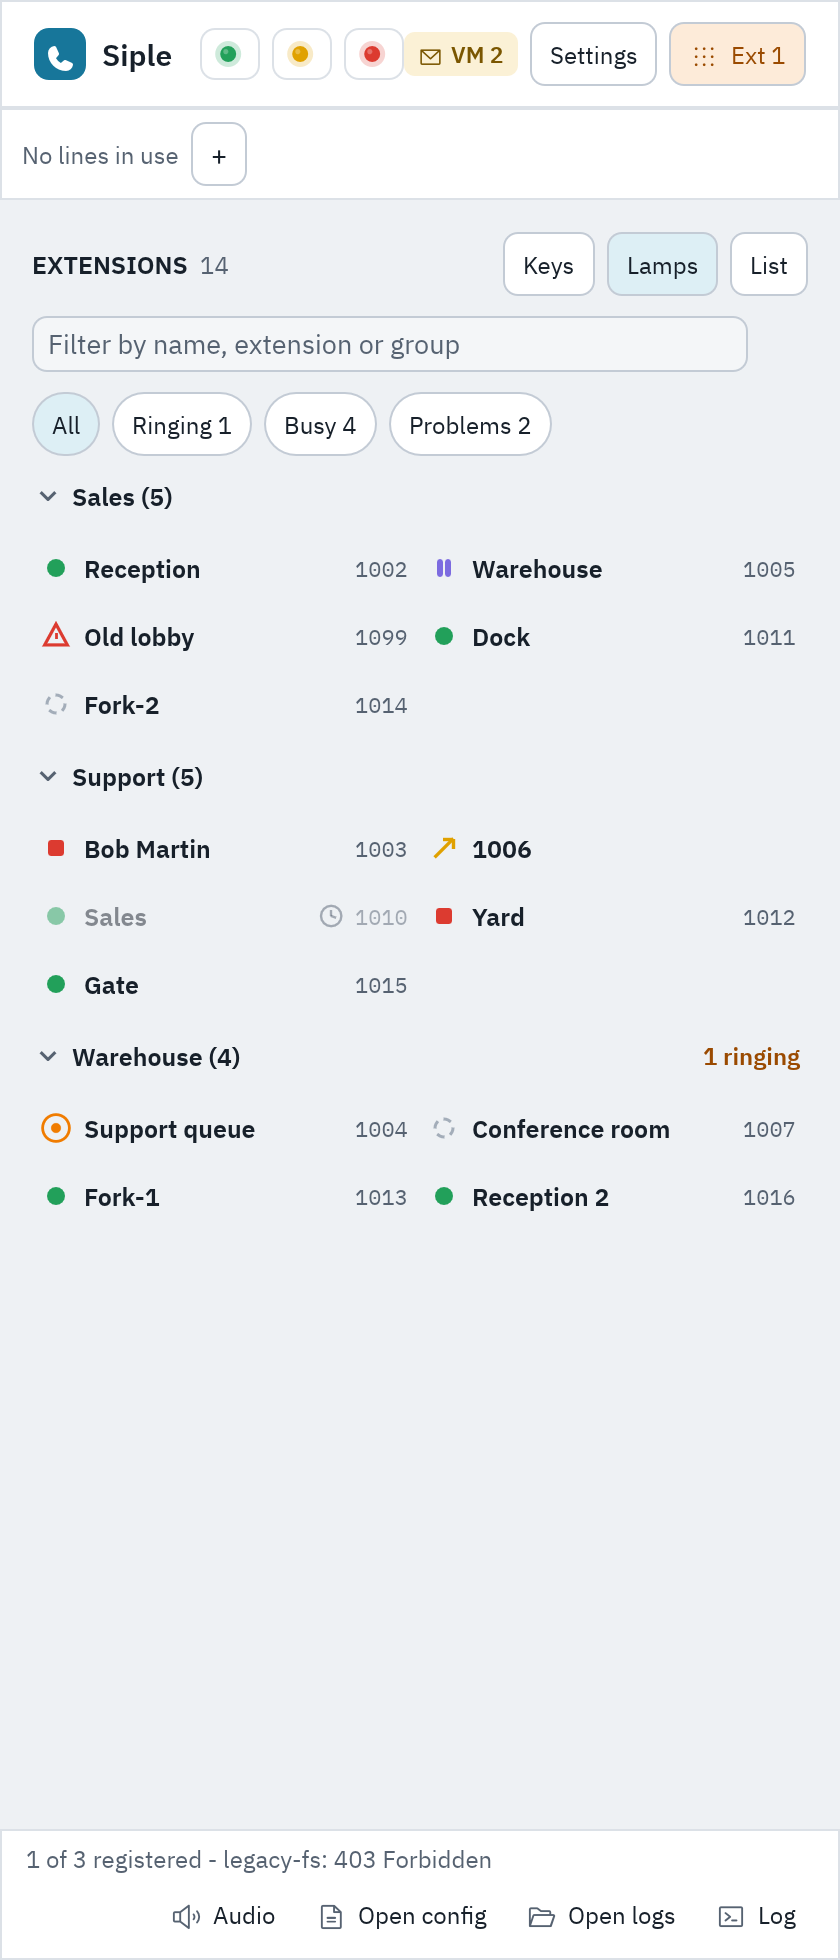 Siple VM 2 Settings Ext 1
No lines in use +
EXTENSIONS 14 Keys Lamps List
Filter by name, extension or group
All Ringing 1 Busy 4 Problems 2
Sales (5)
Reception 1002 Warehouse 1005
Old lobby 1099 Dock 1011
Fork-2 1014
Support (5)
Bob Martin 1003 1006
Sales 1010 Yard 1012
Gate 1015
Warehouse (4) 1 ringing
Support queue 1004 Conference room 1007
Fork-1 1013 Reception 2 1016
1 of 3 registered - legacy-fs: 403 Forbidden
Audio Open config Open logs Log